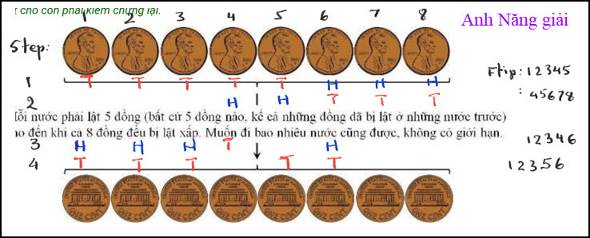 t cho con phải kiểm chứng lại.
Anh Năng giải
1 2 3 4 5 6 7 8
Step:
1 T T T T T H H H Flip: 12345
2 H H T T T : 45678
ỗi nước phải lật 5 đồng (bất cứ 5 đồng nào, kể cả những đồng đã bị lật ở những nước trước)
o đến khi cả 8 đồng đều bị lật xấp. Muốn đi bao nhiêu nước cũng được, không có giới hạn.
3 H H H T H 12346
4 T T T T T 12356